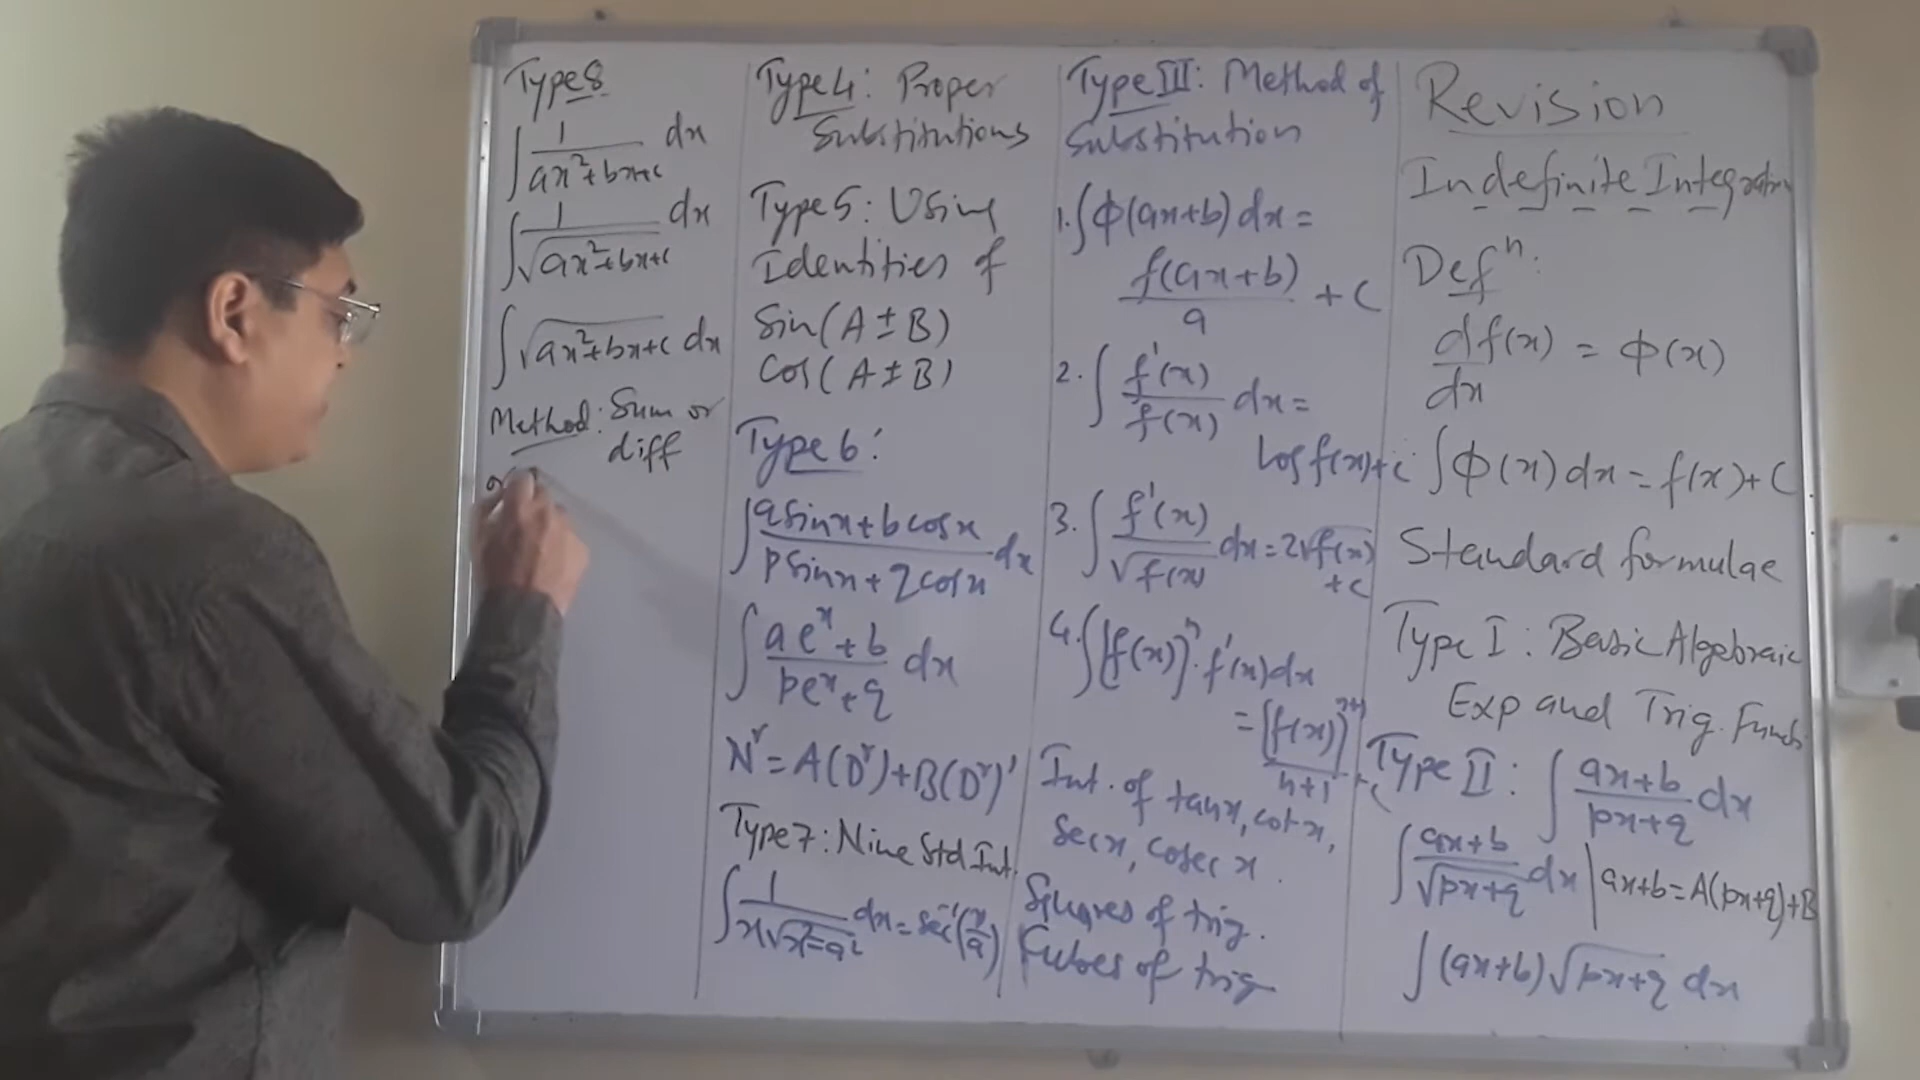 Revision
Indefinite Integration
Defⁿ:
d/dx f(x) = Φ(x)
∫Φ(x)dx = f(x)+C
Standard formulae
Type I: Basic Algebraic
Exp and Trig. Funcs.
Type II: ∫(ax+b)/(px+q) dx
∫(ax+b)/√(px+q) dx | ax+b=A(px+q)+B
∫(ax+b)√(px+q) dx
Type III: Method of
Substitution
1. ∫Φ(ax+b)dx =
f(ax+b)/a + C
2. ∫f'(x)/f(x) dx =
log f(x)+C
3. ∫f'(x)/√f(x) dx = 2√f(x)
+C
4. ∫[f(x)]ⁿ·f'(x)dx
= [f(x)]ⁿ⁺¹/(n+1) + C
Int. of tanx, cotx,
secx, cosecx.
Squares of trig.
Cubes of trig
Type 4: Proper
Substitutions
Type 5: Using
Identities of
Sin(A±B)
Cos(A±B)
Type 6:
∫(a sinx + b cosx)/(p sinx + q cosx) dx
∫(aeˣ+b)/(peˣ+q) dx
Nʳ=A(Dʳ)+B(Dʳ)'
Type 7: Nine Std Int.
∫1/(x√(x²-a²)) dx = sec⁻¹(x/a)
Type 8
∫1/(ax²+bx+c) dx
∫1/√(ax²+bx+c) dx
∫√(ax²+bx+c) dx
Method: Sum or
diff